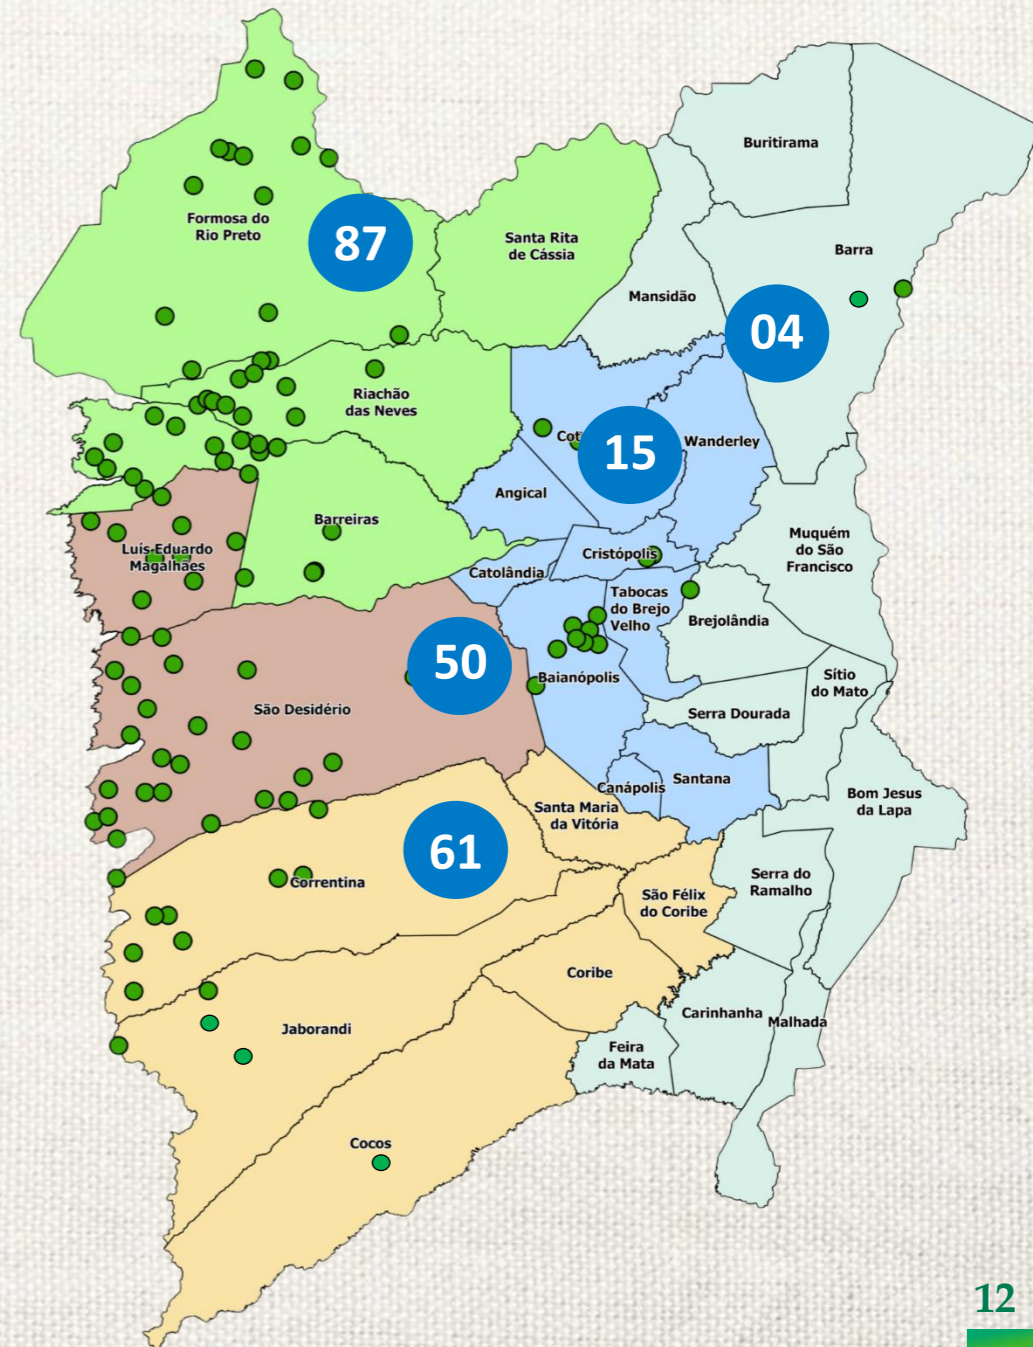 Buritirama
Formosa do
Rio Preto
87
Santa Rita
de Cássia
Barra
Mansidão
04
Riachão
das Neves
15
Wanderley
Angical
Barreiras
Luís Eduardo
Magalhães
Cristópolis
Catolândia
Muquém
do São
Francisco
Tabocas
do Brejo
Velho
Brejolândia
50
Baianópolis
Sítio
do Mato
São Desidério
Serra Dourada
Canápolis
Santana
Santa Maria
da Vitória
Bom Jesus
da Lapa
61
Correntina
Serra do
Ramalho
São Félix
do Coribe
Coribe
Carinhanha
Malhada
Jaborandi
Feira
da Mata
Cocos
12